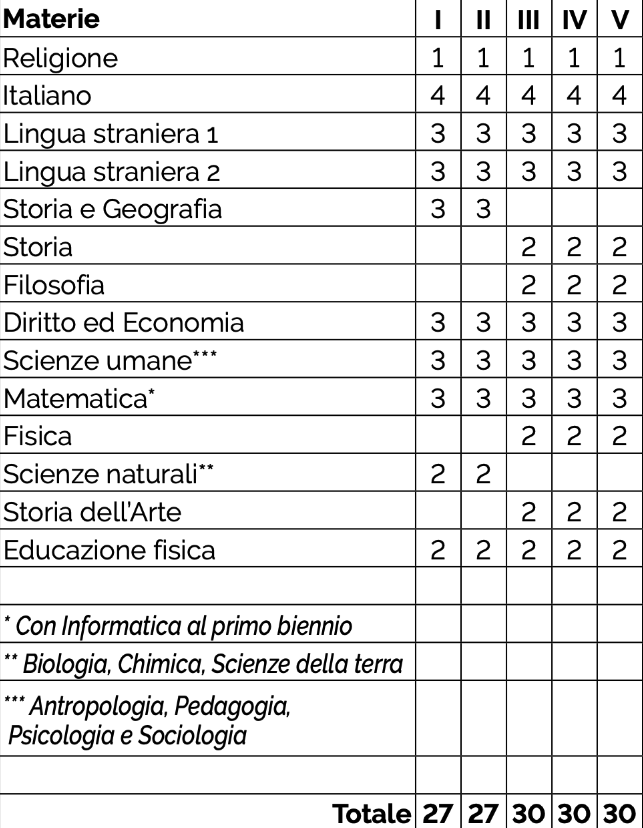 Materie I II III IV V
Religione 1 1 1 1 1
Italiano 4 4 4 4 4
Lingua straniera 1 3 3 3 3 3
Lingua straniera 2 3 3 3 3 3
Storia e Geografia 3 3
Storia 2 2 2
Filosofia 2 2 2
Diritto ed Economia 3 3 3 3 3
Scienze umane*** 3 3 3 3 3
Matematica* 3 3 3 3 3
Fisica 2 2 2
Scienze naturali** 2 2
Storia dell'Arte 2 2 2
Educazione fisica 2 2 2 2 2
* Con Informatica al primo biennio
** Biologia, Chimica, Scienze della terra
*** Antropologia, Pedagogia,
Psicologia e Sociologia
Totale 27 27 30 30 30